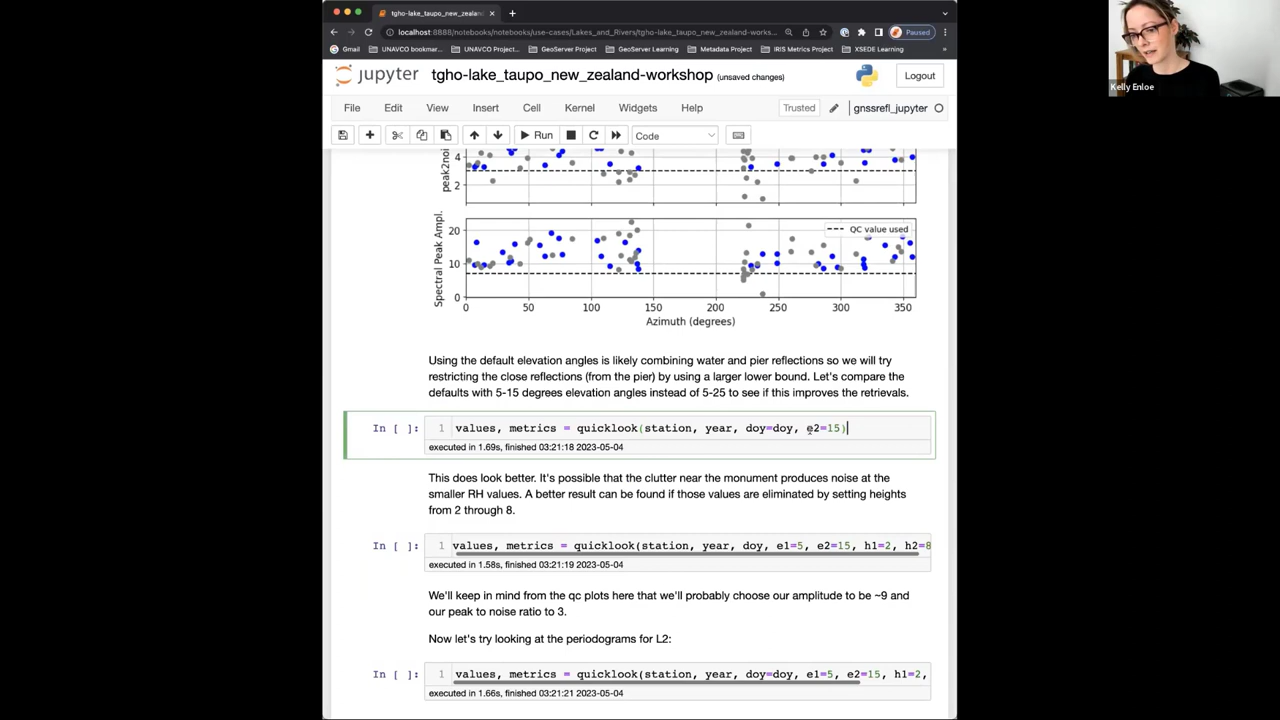 tgho-lake_taupo_new_zealand-
localhost:8888/notebooks/notebooks/use-cases/Lakes_and_Rivers/tgho-lake_taupo_new_zealand-works...
Paused
Gmail UNAVCO bookmar... UNAVCO Project... GeoServer Project GeoServer Learning Metadata Project IRIS Metrics Project XSEDE Learning
Kelly Enloe
jupyter tgho-lake_taupo_new_zealand-workshop (unsaved changes) Logout
File Edit View Insert Cell Kernel Widgets Help Trusted gnssrefl_jupyter
Run Code
peak2noi
4
2
Spectral Peak Ampl.
20
10
0
QC value used
0 50 100 150 200 250 300 350
Azimuth (degrees)
Using the default elevation angles is likely combining water and pier reflections so we will try
restricting the close reflections (from the pier) by using a larger lower bound. Let's compare the
defaults with 5-15 degrees elevation angles instead of 5-25 to see if this improves the retrievals.
In [ ]: 1 values, metrics = quicklook(station, year, doy=doy, e2=15)
executed in 1.69s, finished 03:21:18 2023-05-04
This does look better. It's possible that the clutter near the monument produces noise at the
smaller RH values. A better result can be found if those values are eliminated by setting heights
from 2 through 8.
In [ ]: 1 values, metrics = quicklook(station, year, doy, e1=5, e2=15, h1=2, h2=8
executed in 1.58s, finished 03:21:19 2023-05-04
We'll keep in mind from the qc plots here that we'll probably choose our amplitude to be ~9 and
our peak to noise ratio to 3.
Now let's try looking at the periodograms for L2:
In [ ]: 1 values, metrics = quicklook(station, year, doy=doy, e1=5, e2=15, h1=2,
executed in 1.66s, finished 03:21:21 2023-05-04